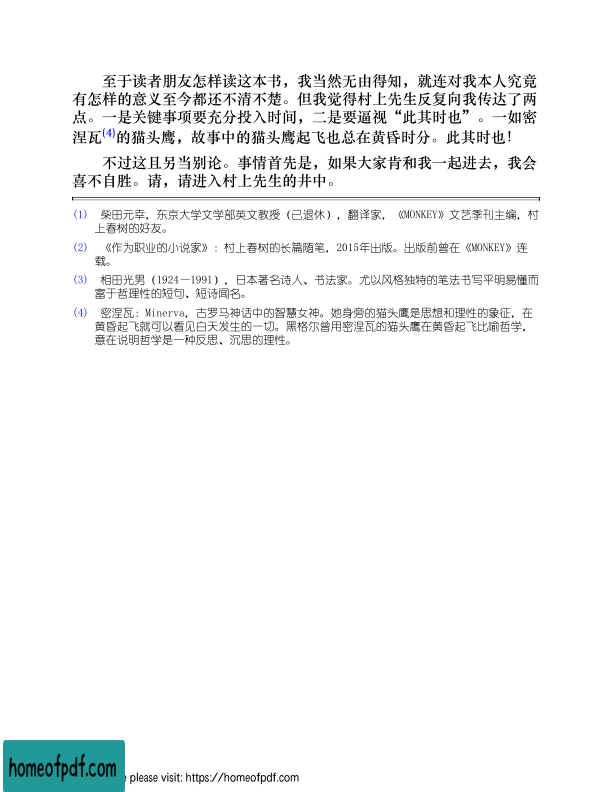 至于读者朋友怎样读这本书，我当然无由得知，就连对我本人究竟
有怎样的意义至今都还不清不楚。但我觉得村上先生反复向我传达了两
点。一是关键事项要充分投入时间，二是要逼视“此其时也”。一如密
涅瓦(4)的猫头鹰，故事中的猫头鹰起飞也总在黄昏时分。此其时也！
不过这且另当别论。事情首先是，如果大家肯和我一起进去，我会
喜不自胜。请，请进入村上先生的井中。
(1) 柴田元幸，东京大学文学部英文教授（已退休），翻译家，《MONKEY》文艺季刊主编，村
上春树的好友。
(2) 《作为职业的小说家》：村上春树的长篇随笔，2015年出版。出版前曾在《MONKEY》连
载。
(3) 相田光男（1924—1991），日本著名诗人、书法家。尤以风格独特的笔法书写平明易懂而
富于哲理性的短句、短诗闻名。
(4) 密涅瓦：Minerva，古罗马神话中的智慧女神。她身旁的猫头鹰是思想和理性的象征，在
黄昏起飞就可以看见白天发生的一切。黑格尔曾用密涅瓦的猫头鹰在黄昏起飞比喻哲学，
意在说明哲学是一种反思、沉思的理性。
homeofpdf.com
please visit: https://homeofpdf.com